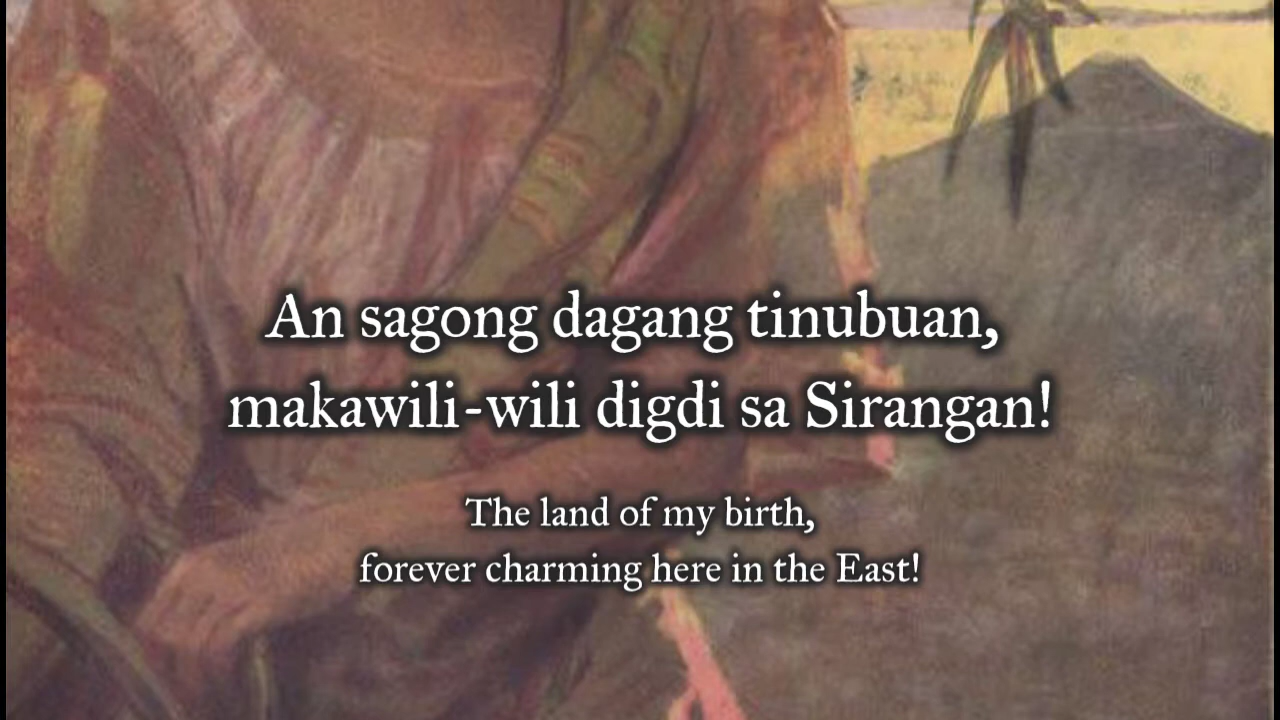 An sagong dagang tinubuan,
makawili-wili digdi sa Sirangan!
The land of my birth,
forever charming here in the East!